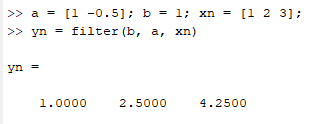 >> a = [1 -0.5]; b = 1; xn = [1 2 3];
>> yn = filter(b, a, xn)
yn =
1.0000 2.5000 4.2500